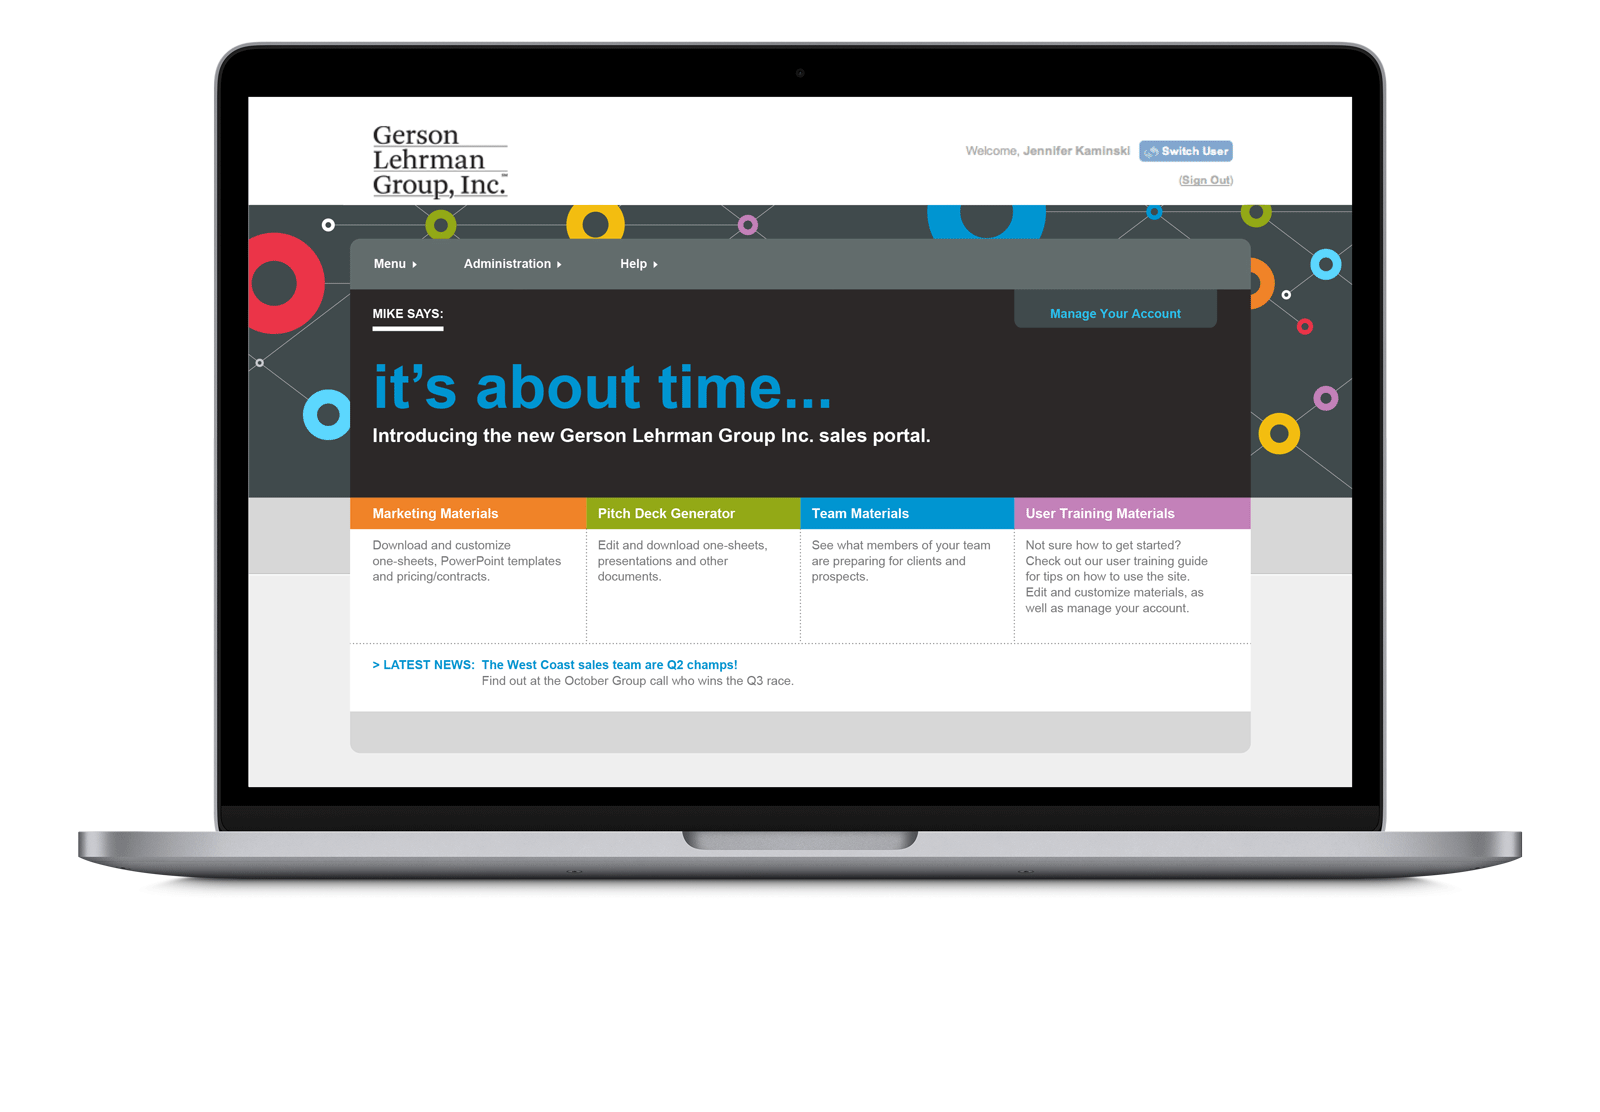 Gerson
Lehrman
Group, Inc.™
Welcome, Jennifer Kaminski
Switch User
(Sign Out)
Menu
Administration
Help
MIKE SAYS:
Manage Your Account
it’s about time...
Introducing the new Gerson Lehrman Group Inc. sales portal.
Marketing Materials
Download and customize
one-sheets, PowerPoint templates
and pricing/contracts.
Pitch Deck Generator
Edit and download one-sheets,
presentations and other
documents.
Team Materials
See what members of your team
are preparing for clients and
prospects.
User Training Materials
Not sure how to get started?
Check out our user training guide
for tips on how to use the site.
Edit and customize materials, as
well as manage your account.
> LATEST NEWS: The West Coast sales team are Q2 champs!
Find out at the October Group call who wins the Q3 race.